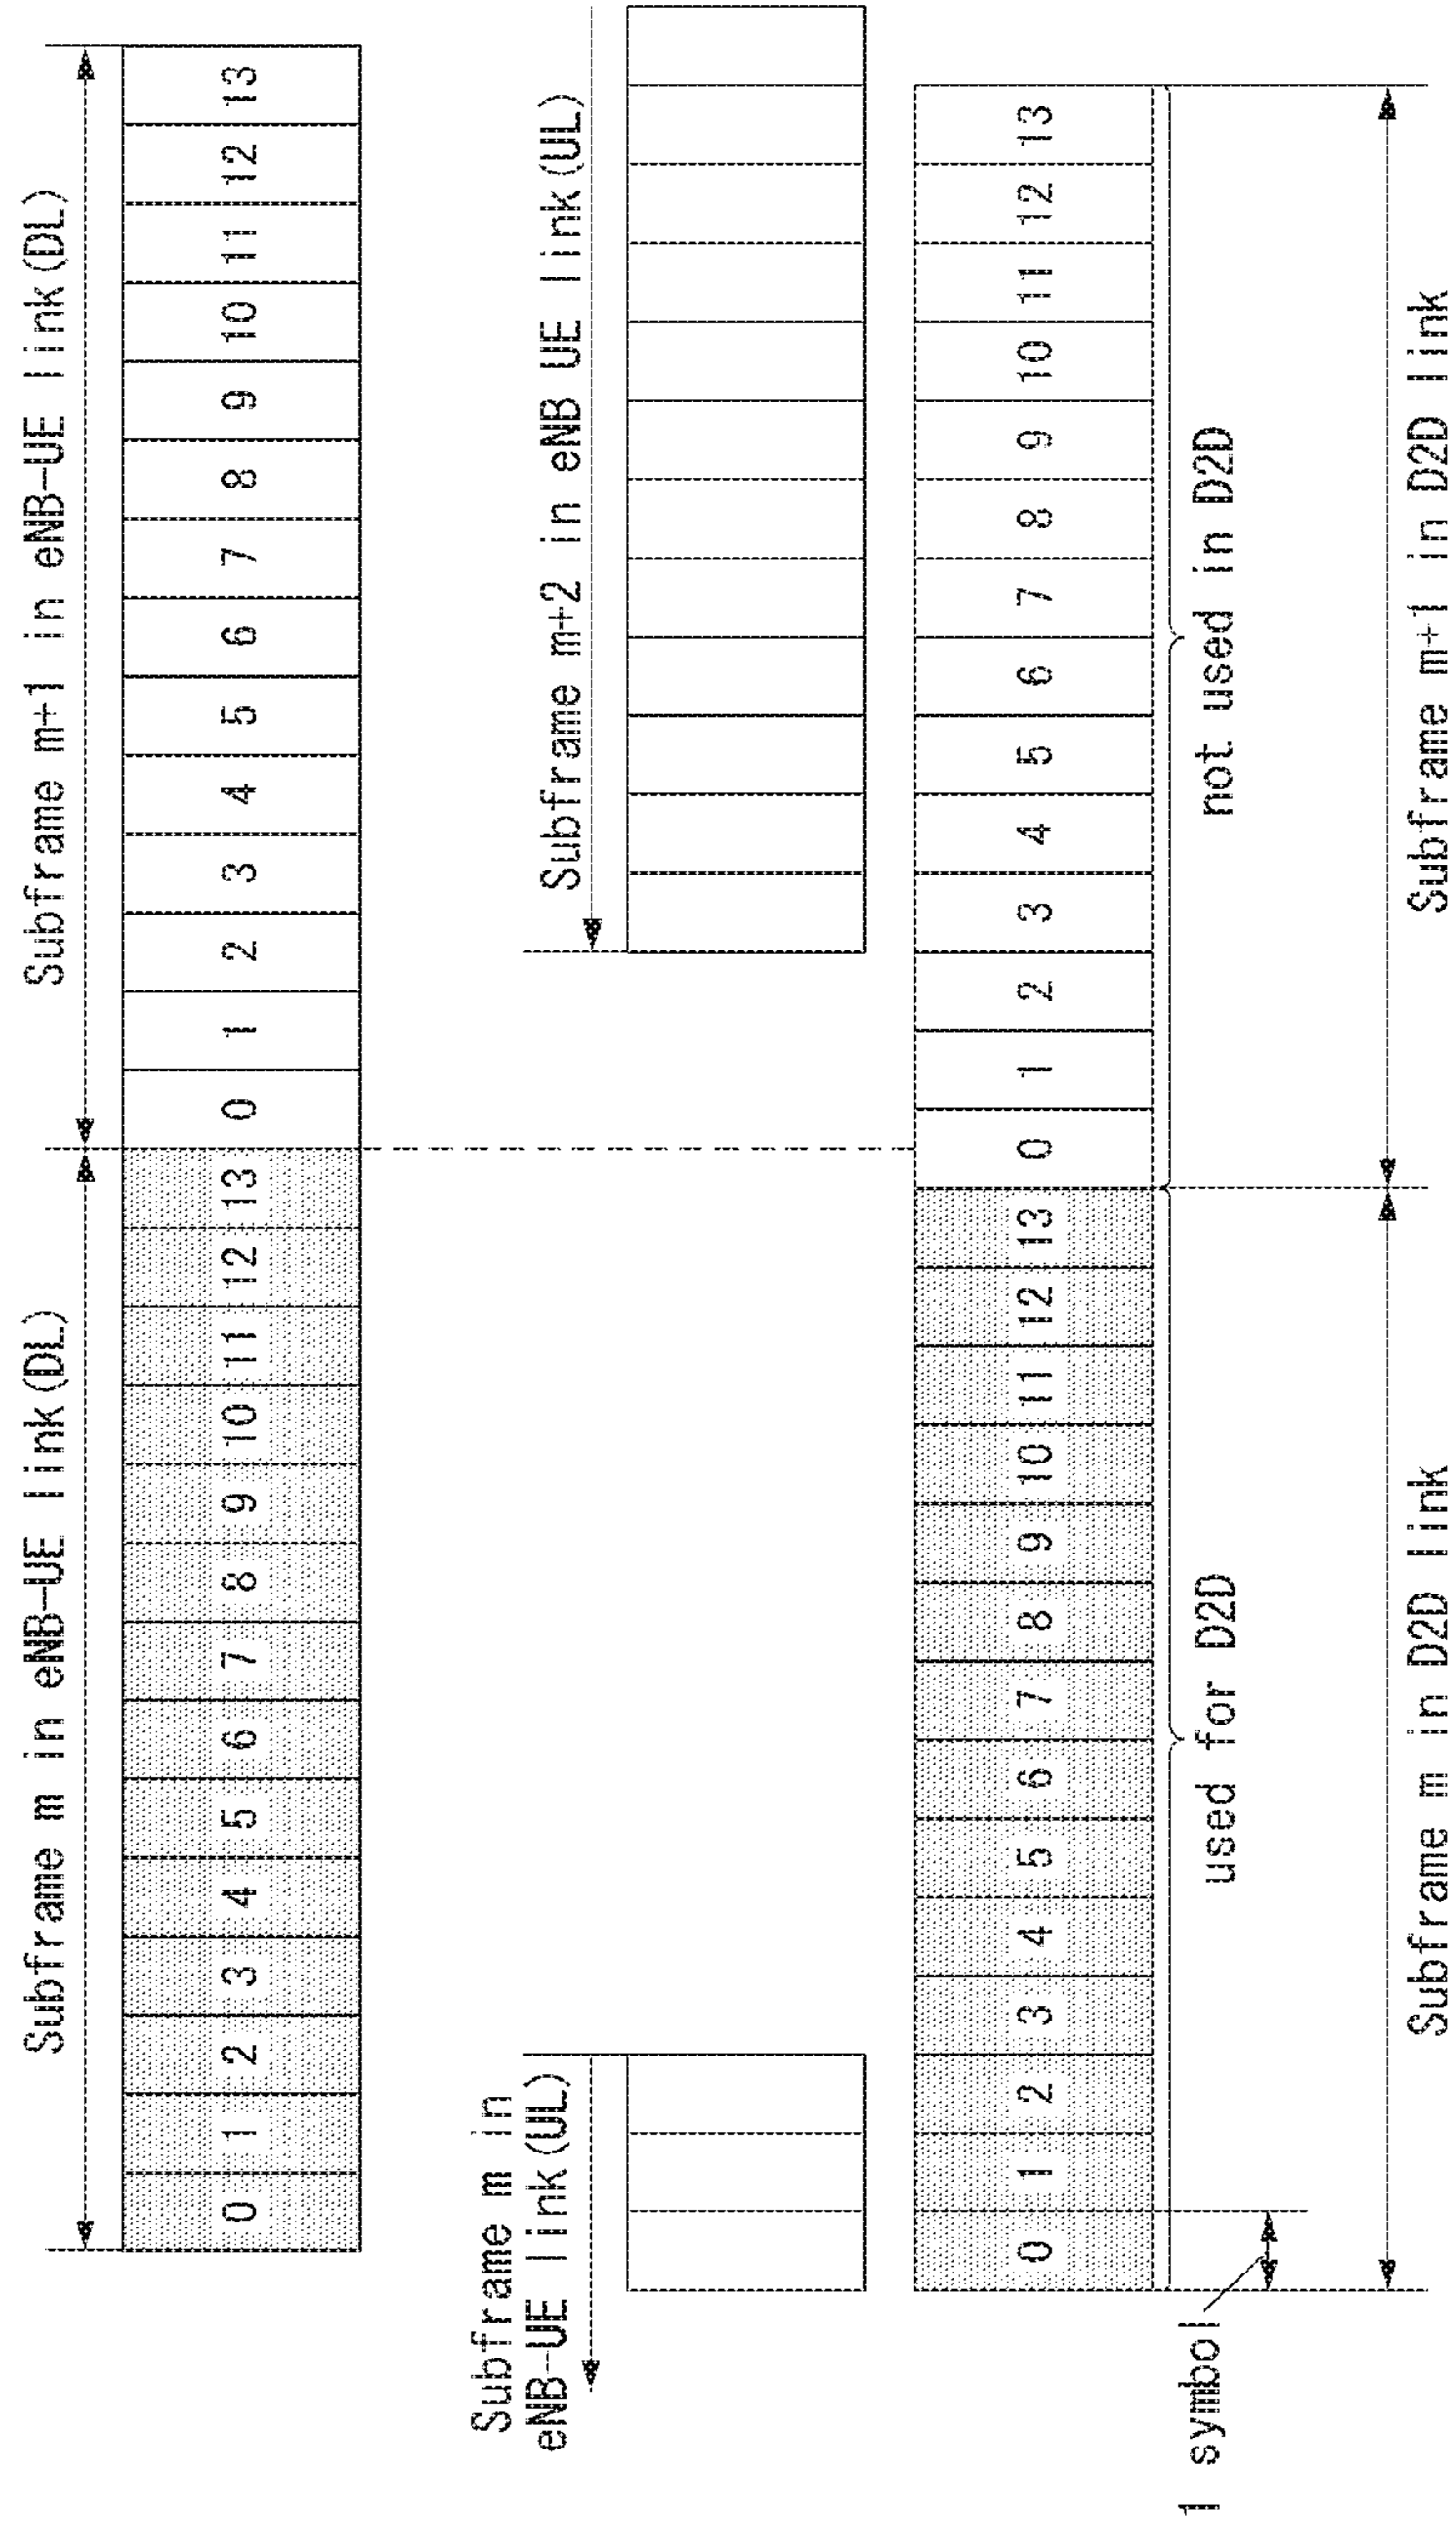 Subframe m in eNB-UE link(DL)
Subframe m+1 in eNB-UE link(DL)
0 1 2 3 4 5 6 7 8 9 10 11 12 13 0 1 2 3 4 5 6 7 8 9 10 11 12 13
Subframe m in
eNB-UE link(UL)
Subframe m+2 in eNB UE link(UL)
0 1 2 3 4 5 6 7 8 9 10 11 12 13 0 1 2 3 4 5 6 7 8 9 10 11 12 13
1 symbol
used for D2D
not used in D2D
Subframe m in D2D link
Subframe m+1 in D2D link